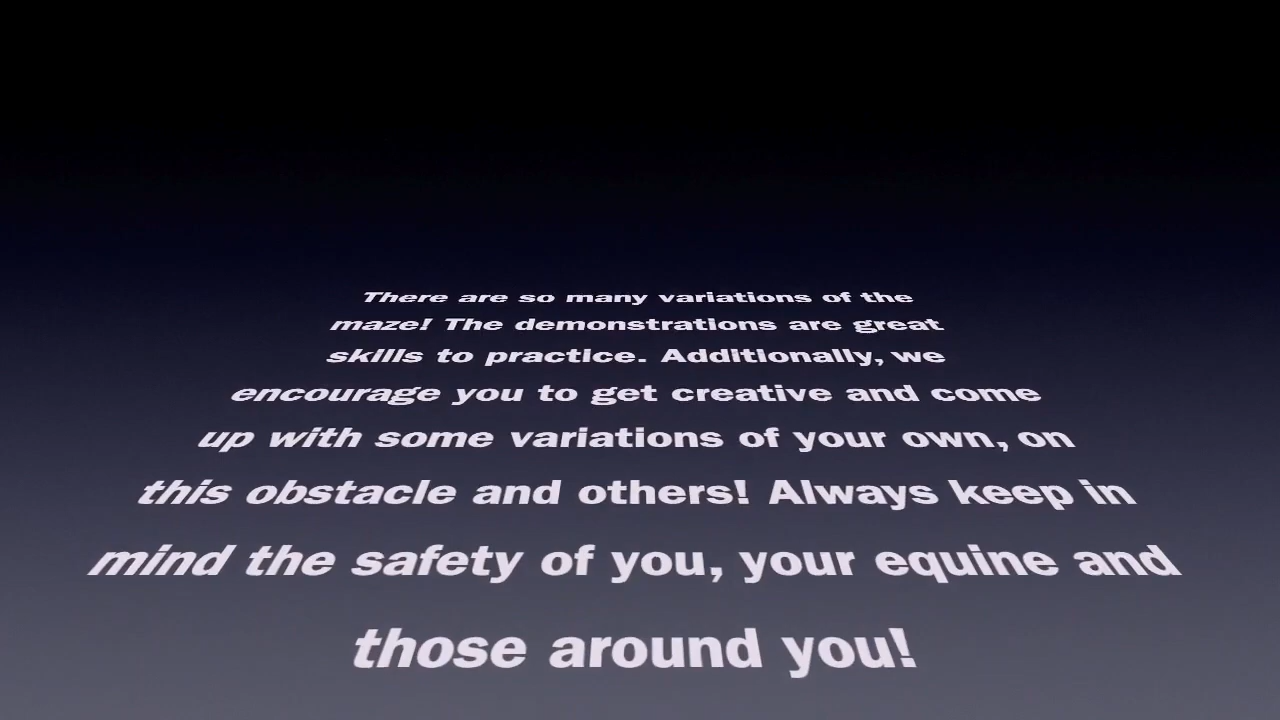 There are so many variations of the
maze! The demonstrations are great
skills to practice. Additionally, we
encourage you to get creative and come
up with some variations of your own, on
this obstacle and others! Always keep in
mind the safety of you, your equine and
those around you!